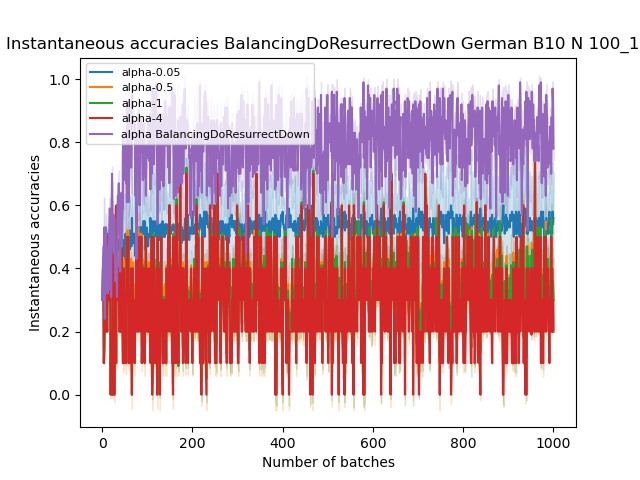 Instantaneous accuracies BalancingDoResurrectDown German B10 N 100_1
alpha-0.05
alpha-0.5
alpha-1
alpha-4
alpha BalancingDoResurrectDown
1.0
0.8
0.6
0.4
0.2
0.0
Instantaneous accuracies
0
200
400
600
800
1000
Number of batches